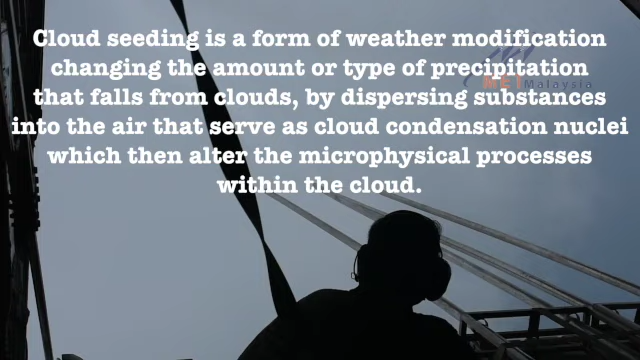 Cloud seeding is a form of weather modification
changing the amount or type of precipitation
that falls from clouds, by dispersing substances
into the air that serve as cloud condensation nuclei
which then alter the microphysical processes
within the cloud.
METMalaysia